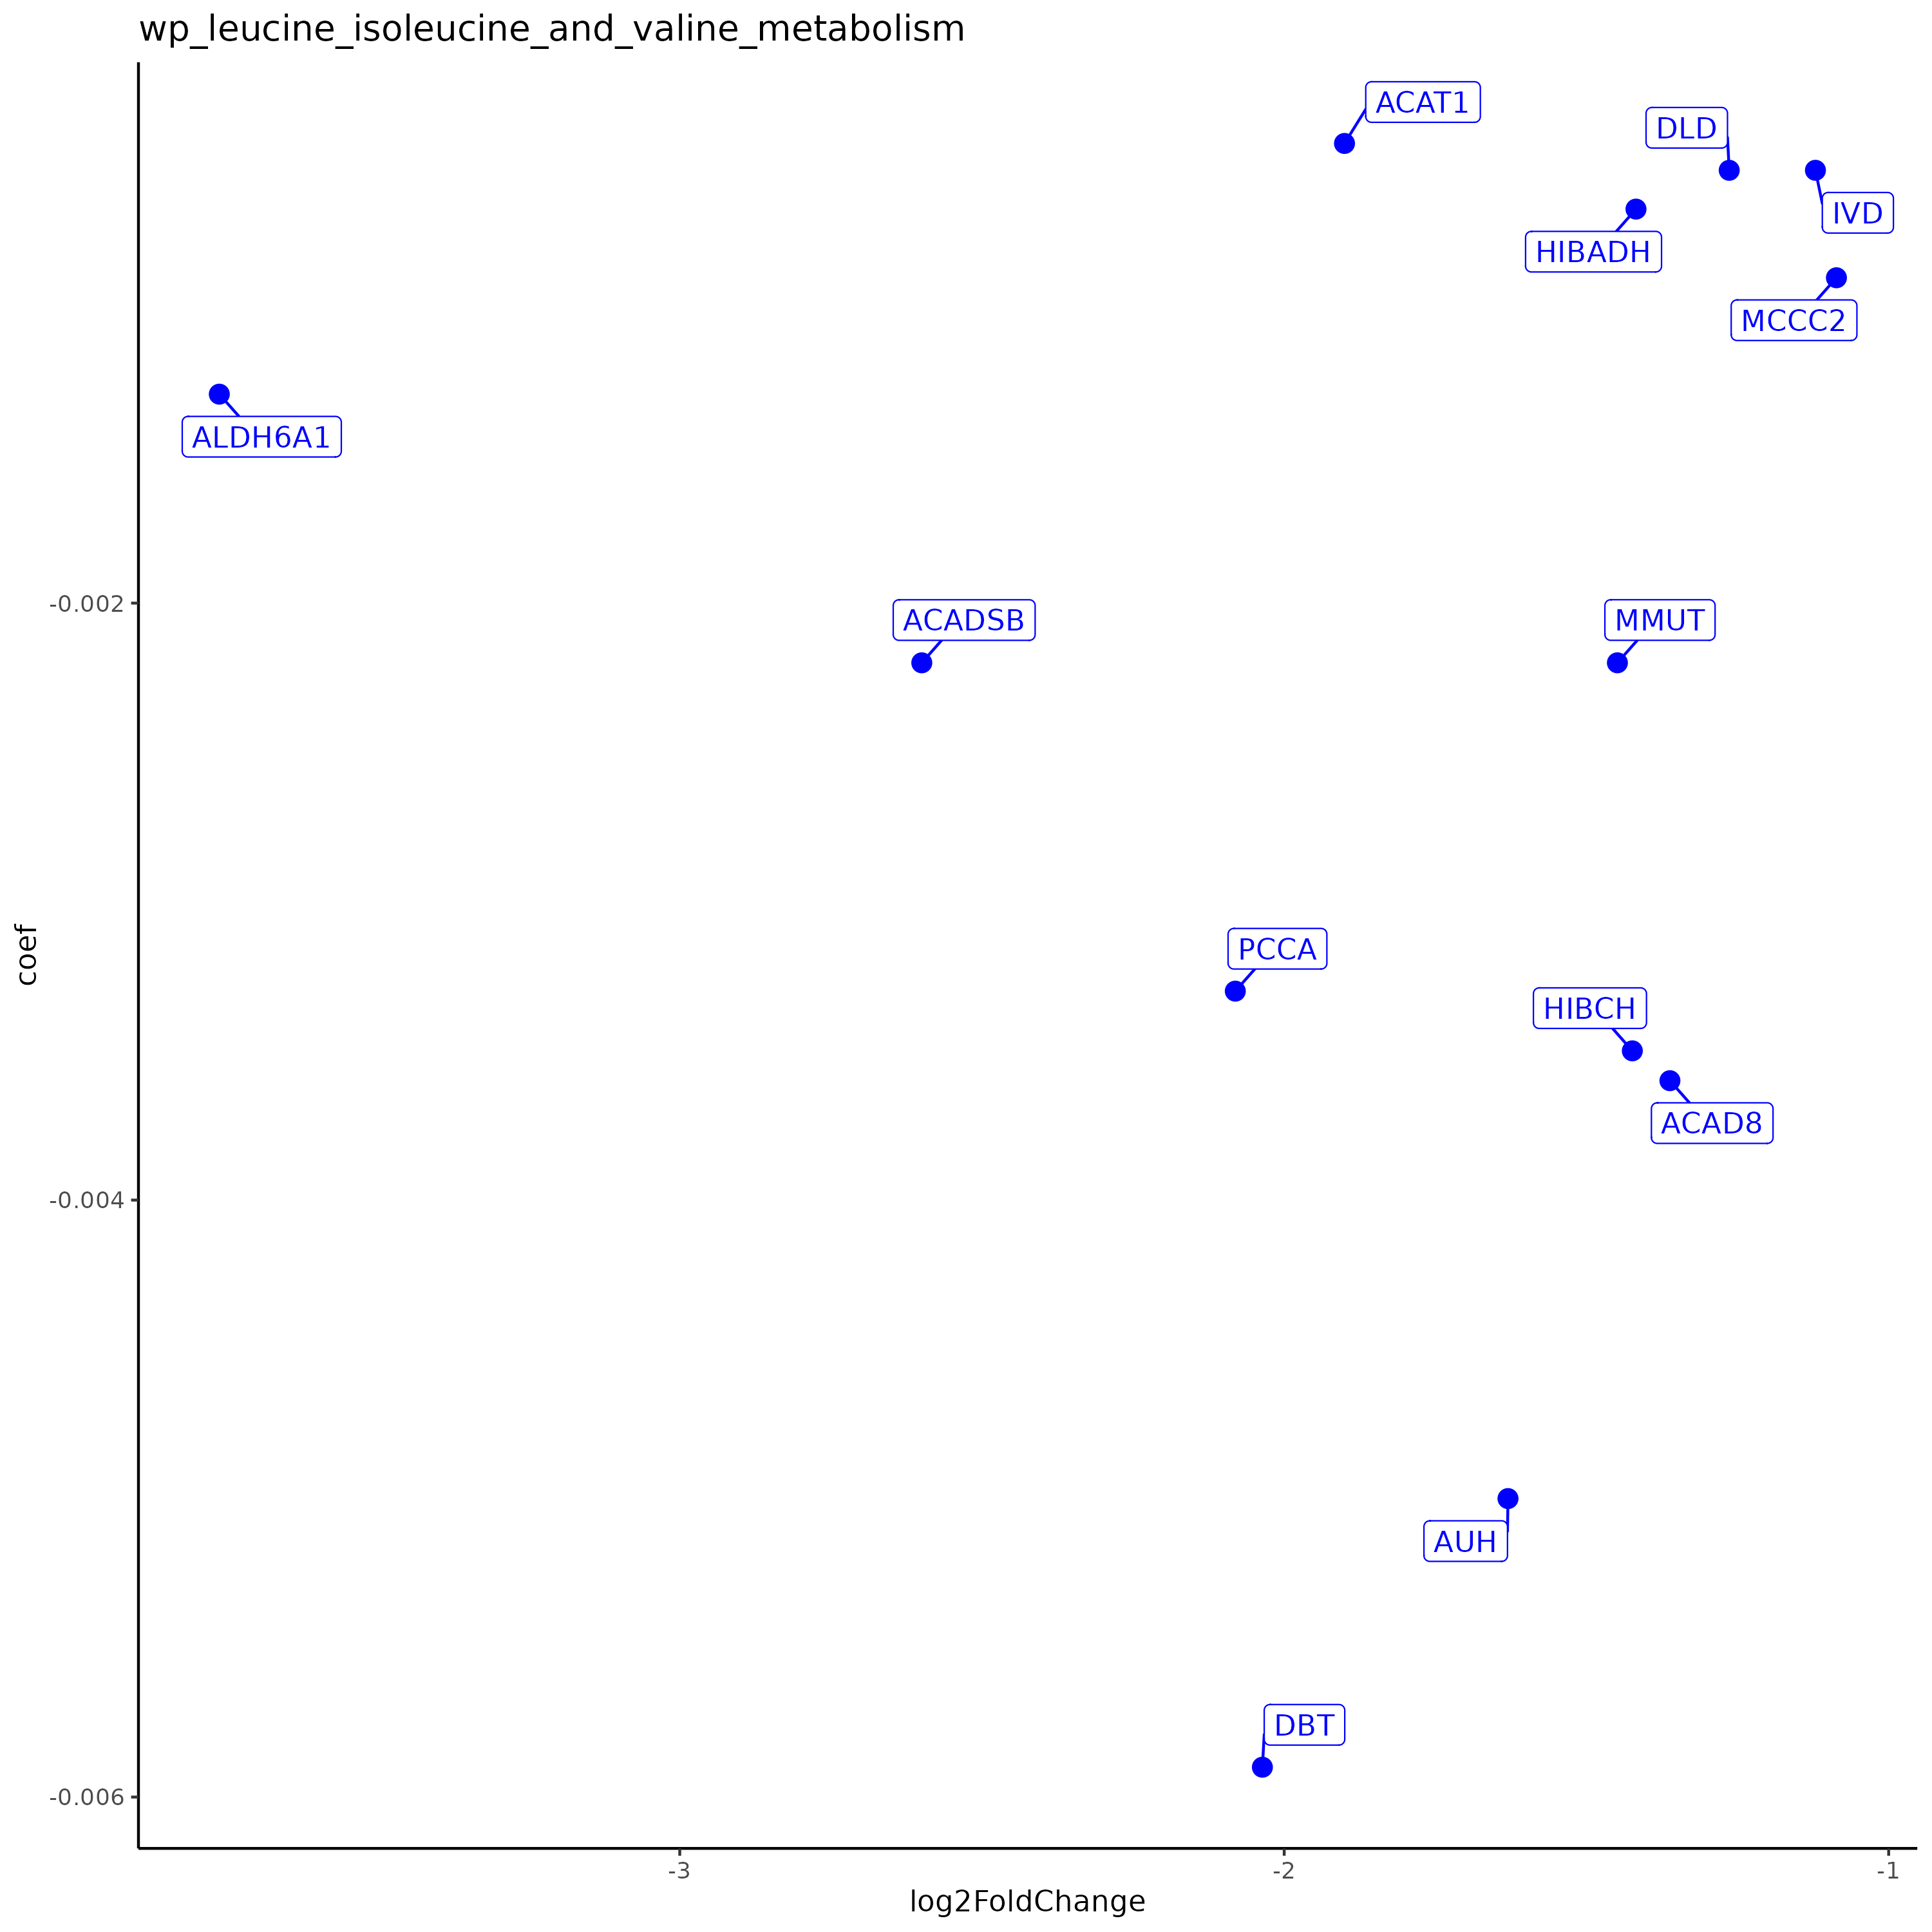 wp_leucine_isoleucine_and_valine_metabolism
ACAT1
DLD
IVD
HIBADH
MCCC2
ALDH6A1
-0.002
ACADSB
MMUT
PCCA
coef
HIBCH
ACAD8
-0.004
AUH
DBT
-0.006
-3
-2
-1
log2FoldChange